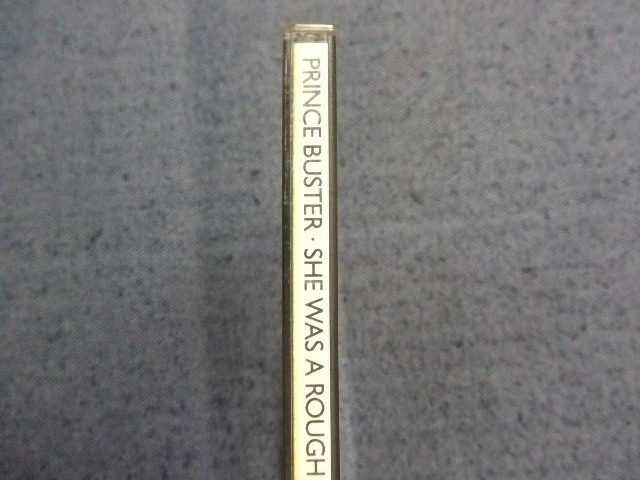 PRINCE BUSTER · SHE WAS A ROUGH